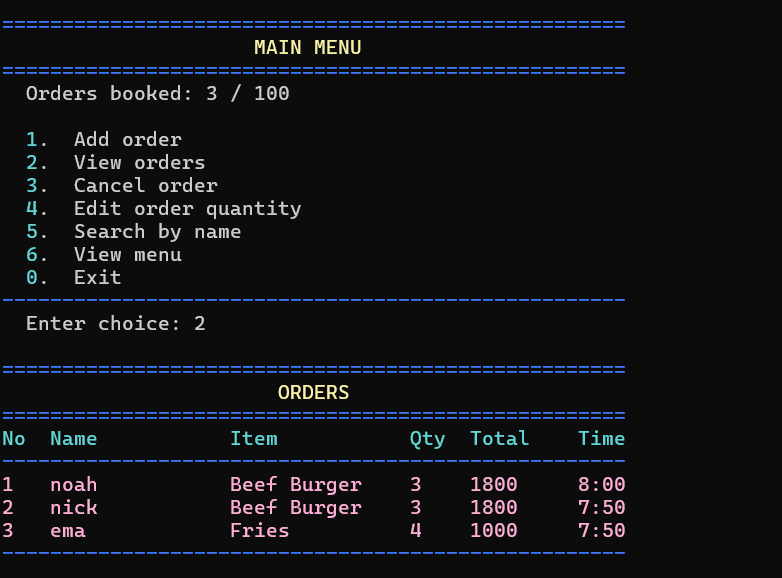 ====================================================
MAIN MENU
====================================================
Orders booked: 3 / 100
1. Add order
2. View orders
3. Cancel order
4. Edit order quantity
5. Search by name
6. View menu
0. Exit
----------------------------------------------------
Enter choice: 2
====================================================
ORDERS
====================================================
No Name Item Qty Total Time
----------------------------------------------------
1 noah Beef Burger 3 1800 8:00
2 nick Beef Burger 3 1800 7:50
3 ema Fries 4 1000 7:50
----------------------------------------------------